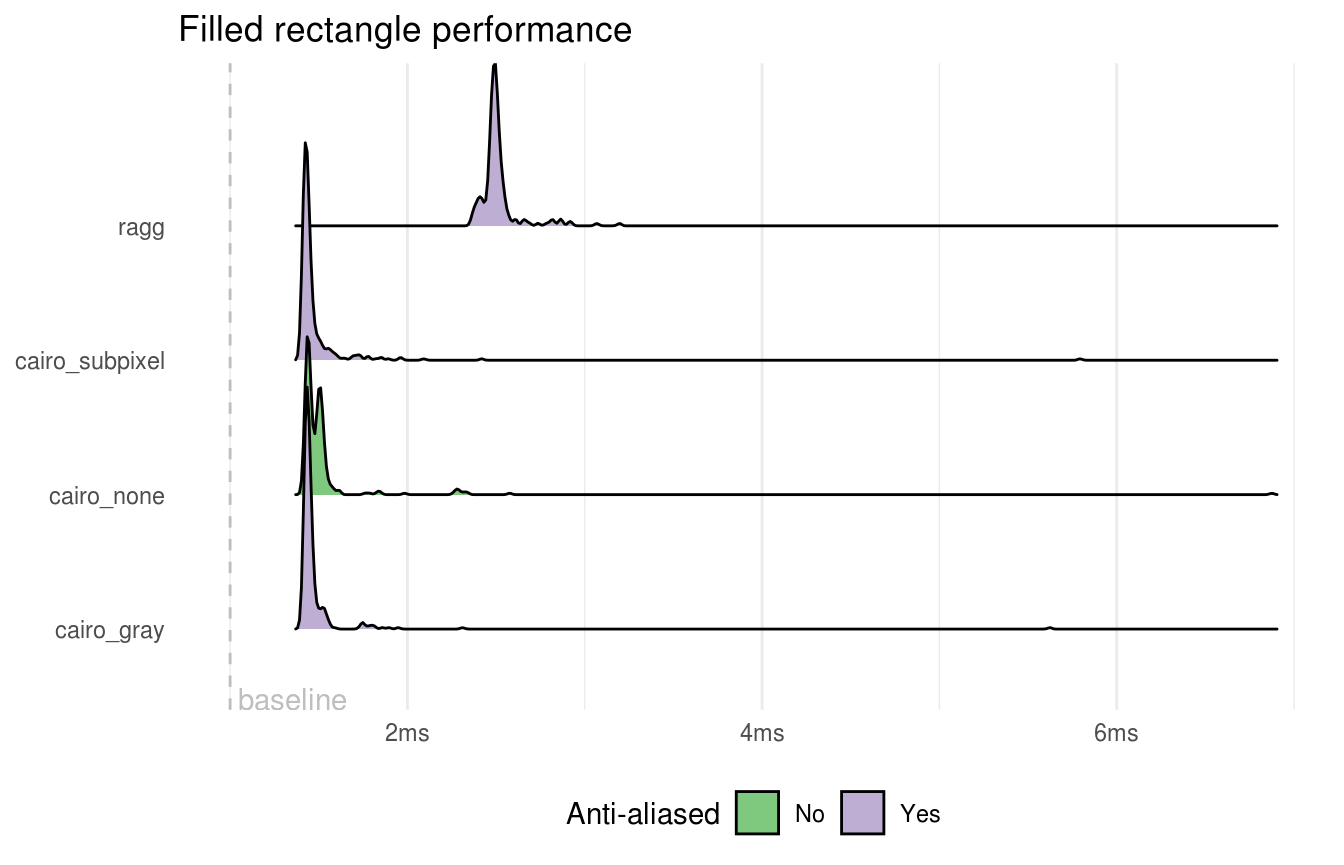 Filled rectangle performance
ragg
cairo_subpixel
cairo_none
cairo_gray
baseline
2ms 4ms 6ms
Anti-aliased No Yes